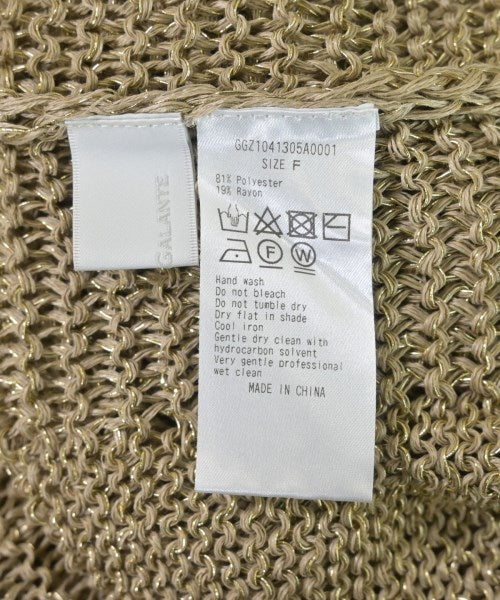 GALANTE
GGZ1041305A0001
SIZE F
81% Polyester
19% Rayon
F W
Hand wash
Do not bleach
Do not tumble dry
Dry flat in shade
Cool iron
Gentle dry clean with
hydrocarbon solvent
Very gentle professional
wet clean
MADE IN CHINA